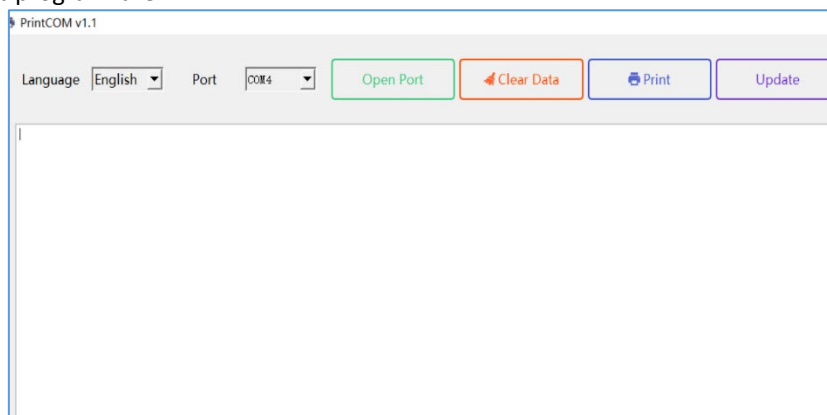 PrintCOM v1.1
Language English Port COM4 Open Port Clear Data Print Update